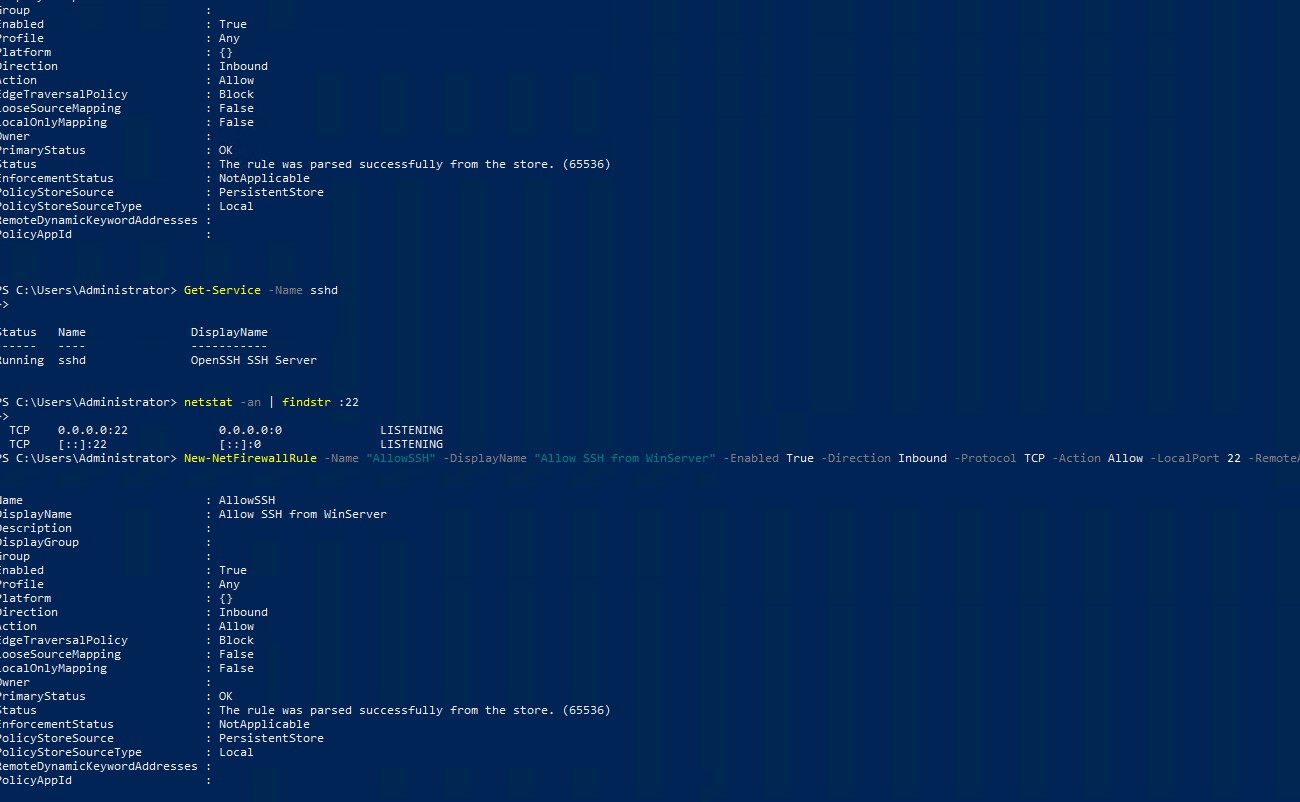 Group                            :
Enabled                          : True
Profile                          : Any
Platform                         : {}
Direction                        : Inbound
Action                           : Allow
EdgeTraversalPolicy              : Block
LooseSourceMapping               : False
LocalOnlyMapping                 : False
Owner                            :
PrimaryStatus                    : OK
Status                           : The rule was parsed successfully from the store. (65536)
EnforcementStatus                : NotApplicable
PolicyStoreSource                : PersistentStore
PolicyStoreSourceType            : Local
RemoteDynamicKeywordAddresses :
PolicyAppId                      :
PS C:\Users\Administrator> Get-Service -Name sshd
>>
Status   Name               DisplayName
------   ----               -----------
Running  sshd               OpenSSH SSH Server
PS C:\Users\Administrator> netstat -an | findstr :22
>>
TCP    0.0.0.0:22             0.0.0.0:0              LISTENING
TCP    [::]:22                [::]:0                 LISTENING
PS C:\Users\Administrator> New-NetFirewallRule -Name "AllowSSH" -DisplayName "Allow SSH from WinServer" -Enabled True -Direction Inbound -Protocol TCP -Action Allow -LocalPort 22 -RemoteA
Name                             : AllowSSH
DisplayName                      : Allow SSH from WinServer
Description                      :
DisplayGroup                     :
Group                            :
Enabled                          : True
Profile                          : Any
Platform                         : {}
Direction                        : Inbound
Action                           : Allow
EdgeTraversalPolicy              : Block
LooseSourceMapping               : False
LocalOnlyMapping                 : False
Owner                            :
PrimaryStatus                    : OK
Status                           : The rule was parsed successfully from the store. (65536)
EnforcementStatus                : NotApplicable
PolicyStoreSource                : PersistentStore
PolicyStoreSourceType            : Local
RemoteDynamicKeywordAddresses :
PolicyAppId                      :